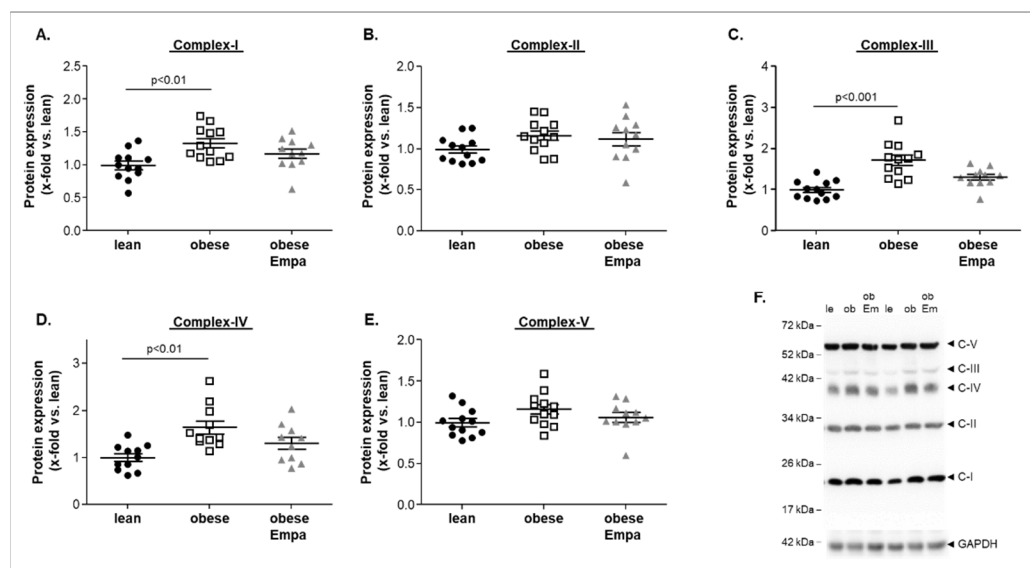 A.
Complex-I
Protein expression
(x-fold vs. lean)
2.5
2.0
1.5
1.0
0.5
0.0
p<0.01
lean
obese
obese
Empa
B.
Complex-II
Protein expression
(x-fold vs. lean)
2.0
1.5
1.0
0.5
0.0
lean
obese
obese
Empa
C.
Complex-III
Protein expression
(x-fold vs. lean)
4
3
2
1
0
p<0.001
lean
obese
obese
Empa
D.
Complex-IV
Protein expression
(x-fold vs. lean)
3
2
1
0
p<0.01
lean
obese
obese
Empa
E.
Complex-V
Protein expression
(x-fold vs. lean)
2.0
1.5
1.0
0.5
0.0
lean
obese
obese
Empa
F.
le ob ob Em le ob ob Em
72 kDa
52 kDa
42 kDa
34 kDa
26 kDa
17 kDa
42 kDa
C-V
C-III
C-IV
C-II
C-I
GAPDH